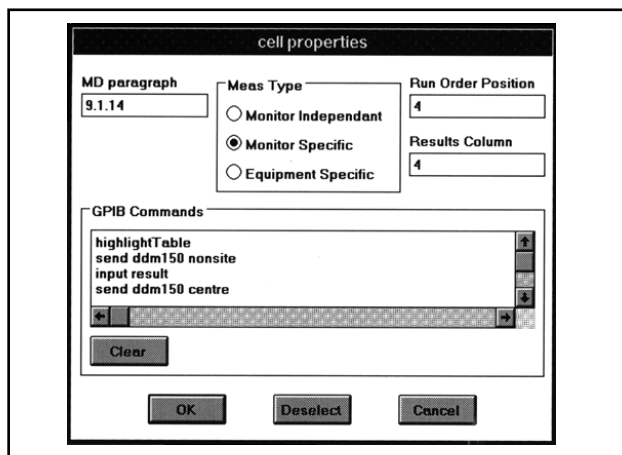 cell properties
MD paragraph
9.1.14
Meas Type
Monitor Independant
Monitor Specific
Equipment Specific
Run Order Position
4
Results Column
4
GPIB Commands
highlightTable
send ddm150 nonsite
input result
send ddm150 centre
Clear
OK
Deselect
Cancel